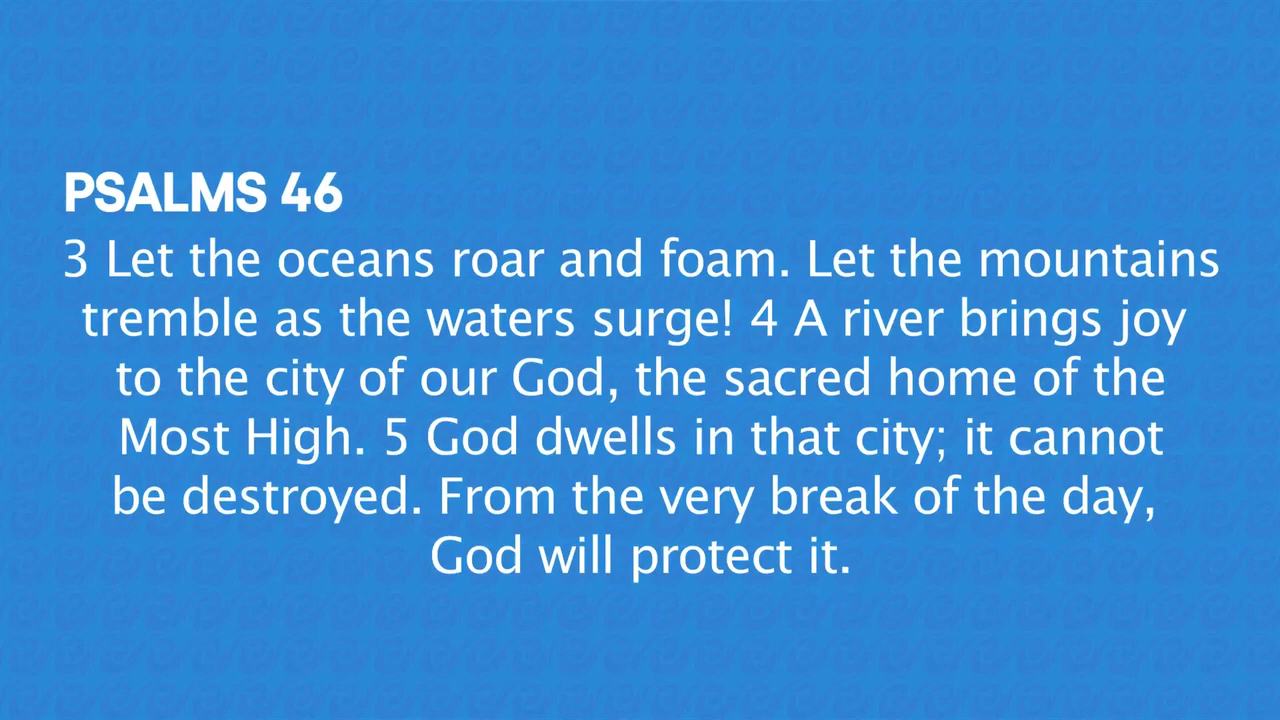 PSALMS 46
3 Let the oceans roar and foam. Let the mountains
tremble as the waters surge! 4 A river brings joy
to the city of our God, the sacred home of the
Most High. 5 God dwells in that city; it cannot
be destroyed. From the very break of the day,
God will protect it.